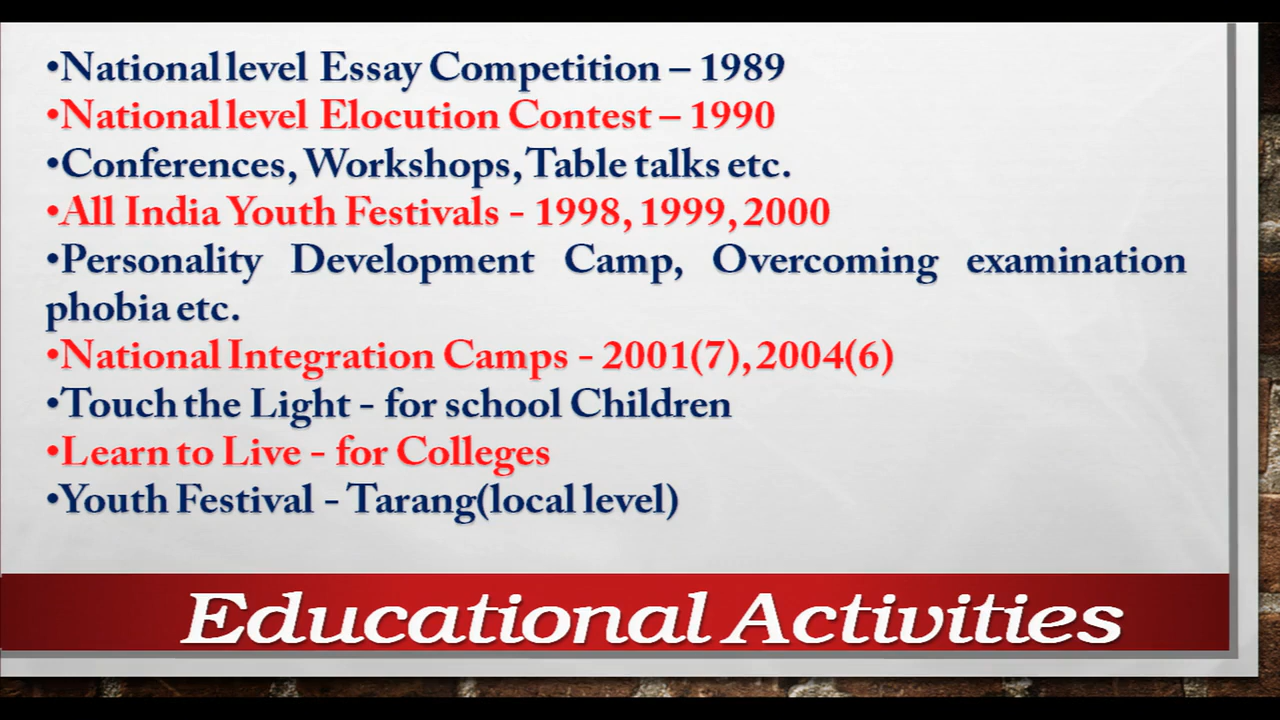 •National level Essay Competition – 1989
•National level Elocution Contest – 1990
•Conferences, Workshops, Table talks etc.
•All India Youth Festivals - 1998, 1999, 2000
•Personality Development Camp, Overcoming examination
phobia etc.
•National Integration Camps - 2001(7), 2004(6)
•Touch the Light - for school Children
•Learn to Live - for Colleges
•Youth Festival - Tarang(local level)
Educational Activities